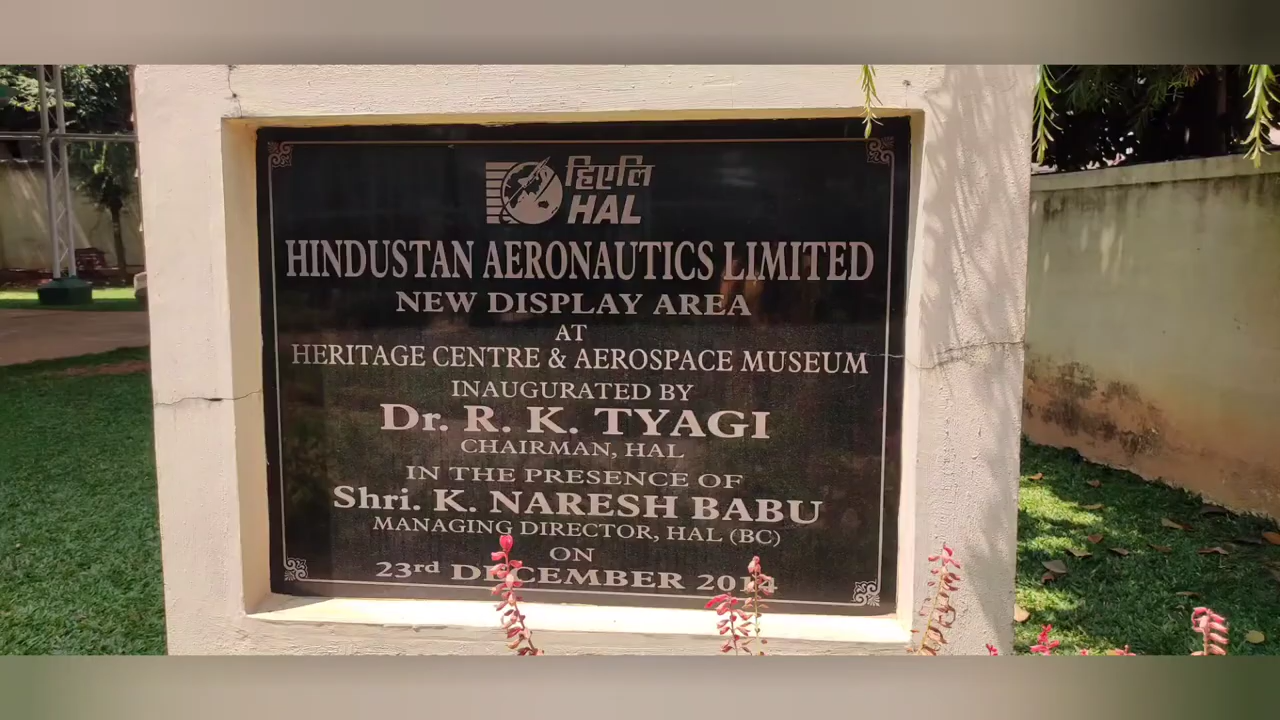 हिएलि
HAL
HINDUSTAN AERONAUTICS LIMITED
NEW DISPLAY AREA
AT
HERITAGE CENTRE & AEROSPACE MUSEUM
INAUGURATED BY
Dr. R. K. TYAGI
CHAIRMAN, HAL
IN THE PRESENCE OF
Shri. K. NARESH BABU
MANAGING DIRECTOR, HAL (BC)
ON
23rd DECEMBER 2014